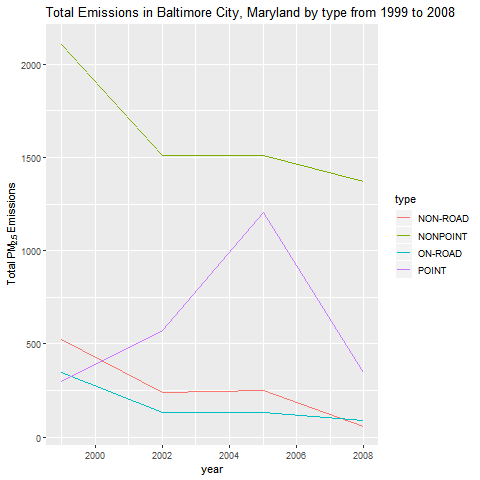 Total Emissions in Baltimore City, Maryland by type from 1999 to 2008
2000
1500
1000
500
0
Total PM2.5 Emissions
2000 2002 2004 2006 2008
year
type
NON-ROAD
NONPOINT
ON-ROAD
POINT